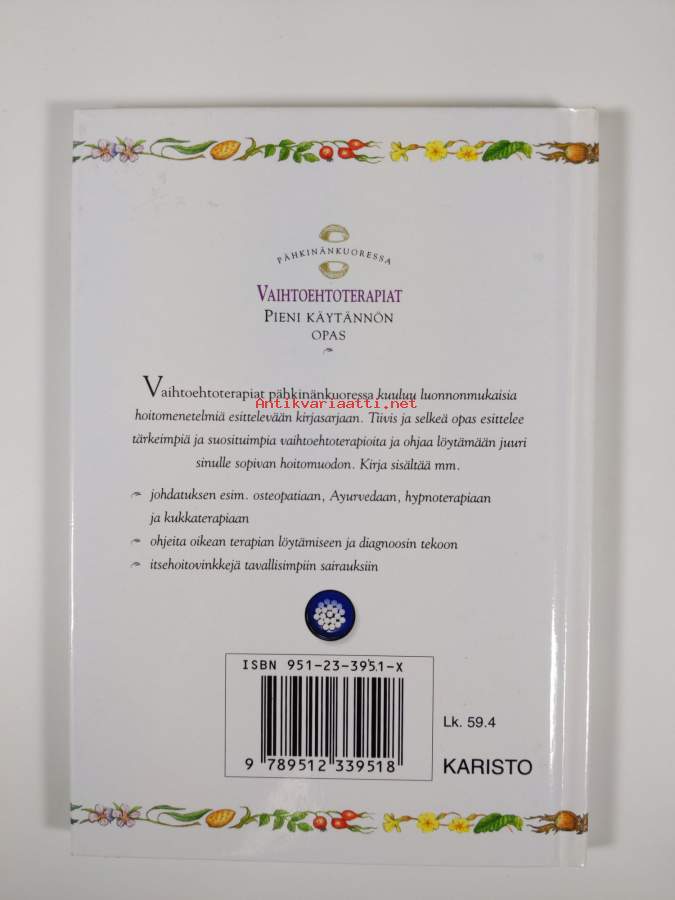 PÄHKINÄNKUORESSA
VAIHTOEHTOTERAPIAT
PIENI KÄYTÄNNÖN
OPAS
Vaihtoehtoterapiat pähkinänkuoressa kuuluu luonnonmukaisia
Antikvariaatti.net
hoitomenetelmiä esittelevään kirjasarjaan. Tiivis ja selkeä opas esittelee
tärkeimpiä ja suosituimpia vaihtoehtoterapioita ja ohjaa löytämään juuri
sinulle sopivan hoitomuodon. Kirja sisältää mm.
johdatuksen esim. osteopatiaan, Ayurvedaan, hypnoterapiaan
ja kukkaterapiaan
ohjeita oikean terapian löytämiseen ja diagnoosin tekoon
itsehoitovinkkejä tavallisimpiin sairauksiin
ISBN 951-23-3951-X
9 789512 339518
Lk. 59.4
KARISTO